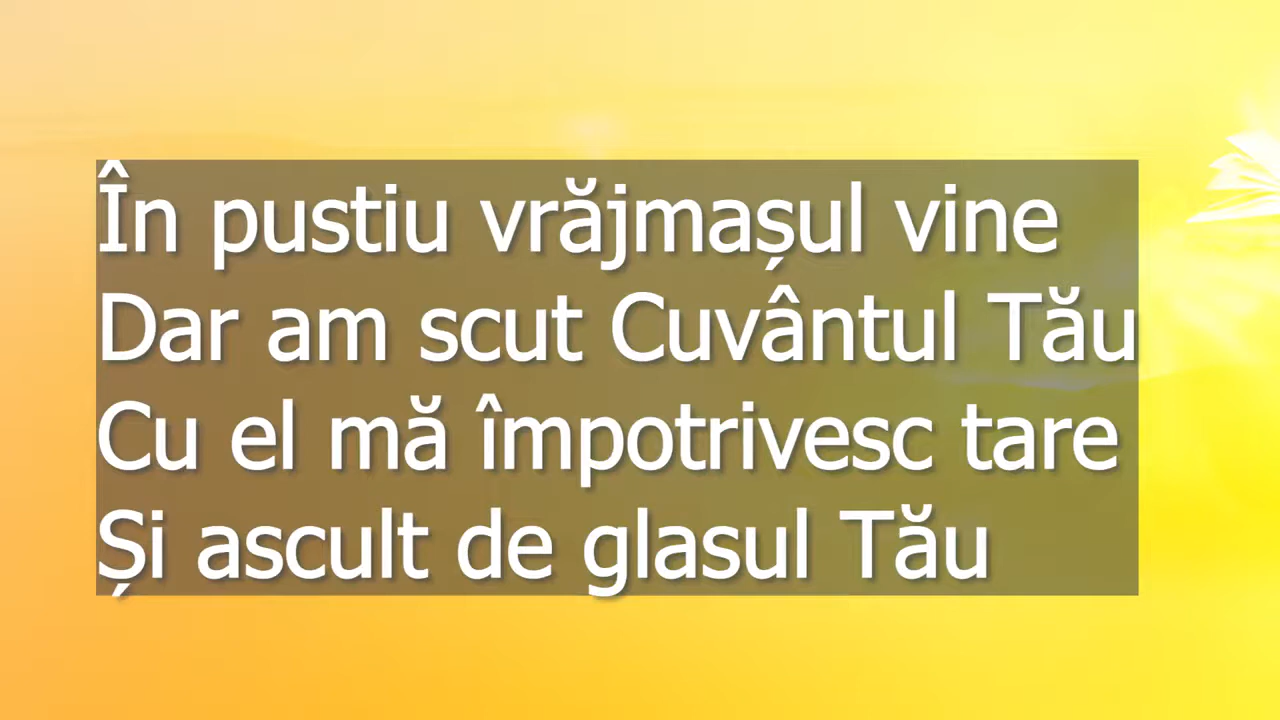 În pustiu vrăjmașul vine
Dar am scut Cuvântul Tău
Cu el mă împotrivesc tare
Și ascult de glasul Tău